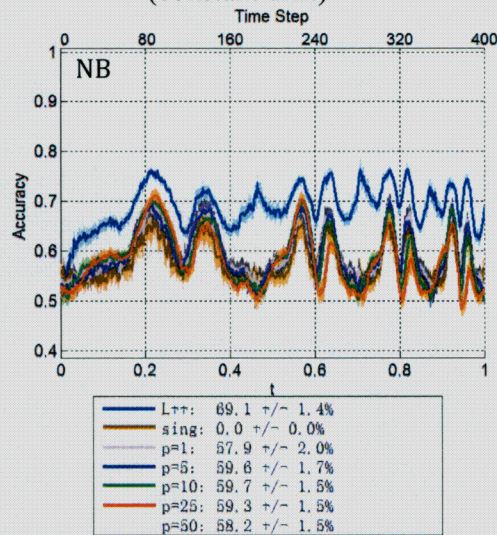 Time Step
0 80 160 240 320 400
NB
1
0.9
0.8
0.7
0.6
0.5
0.4
Accuracy
0 0.2 0.4 0.6 0.8 1
t
L++: 69.1 +/- 1.4%
sing: 0.0 +/- 0.0%
p=1: 57.9 +/- 2.0%
p=5: 59.6 +/- 1.7%
p=10: 59.7 +/- 1.5%
p=25: 59.3 +/- 1.5%
p=50: 58.2 +/- 1.5%